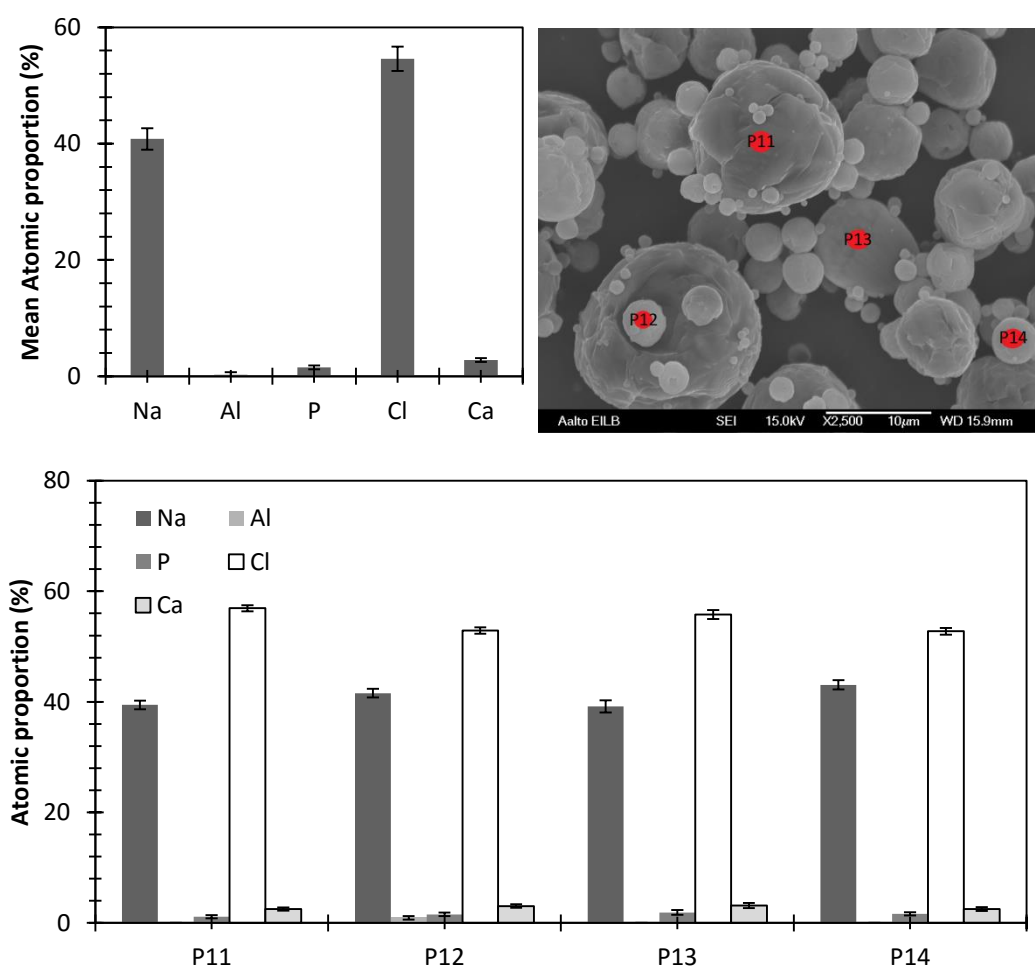 Mean Atomic proportion (%)
60
40
20
0
Na Al P Cl Ca
P11
P13
P12
P14
Aalto EILB SEI 15.0kV X2,500 10µm WD 15.9mm
Atomic proportion (%)
80
60
40
20
0
Na Al
P Cl
Ca
P11 P12 P13 P14